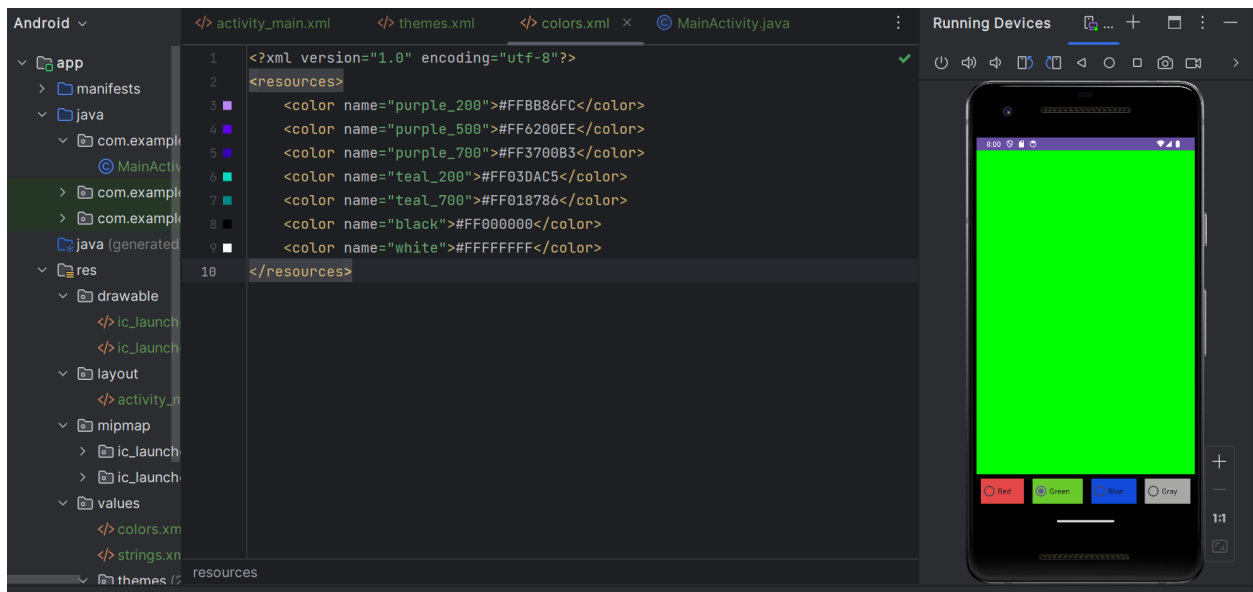 Android
activity_main.xml themes.xml colors.xml MainActivity.java
Running Devices ...
app
manifests
java
com.example
MainActiv
com.example
com.example
java (generated
res
drawable
ic_launch
ic_launch
layout
activity_m
mipmap
ic_launch
ic_launch
values
colors.xm
strings.xm
themes (2
1 <?xml version="1.0" encoding="utf-8"?>
2 <resources>
3 <color name="purple_200">#FFBB86FC</color>
4 <color name="purple_500">#FF6200EE</color>
5 <color name="purple_700">#FF3700B3</color>
6 <color name="teal_200">#FF03DAC5</color>
7 <color name="teal_700">#FF018786</color>
8 <color name="black">#FF000000</color>
9 <color name="white">#FFFFFFFF</color>
10 </resources>
resources
8:00
Red Green Blue Gray
1:1